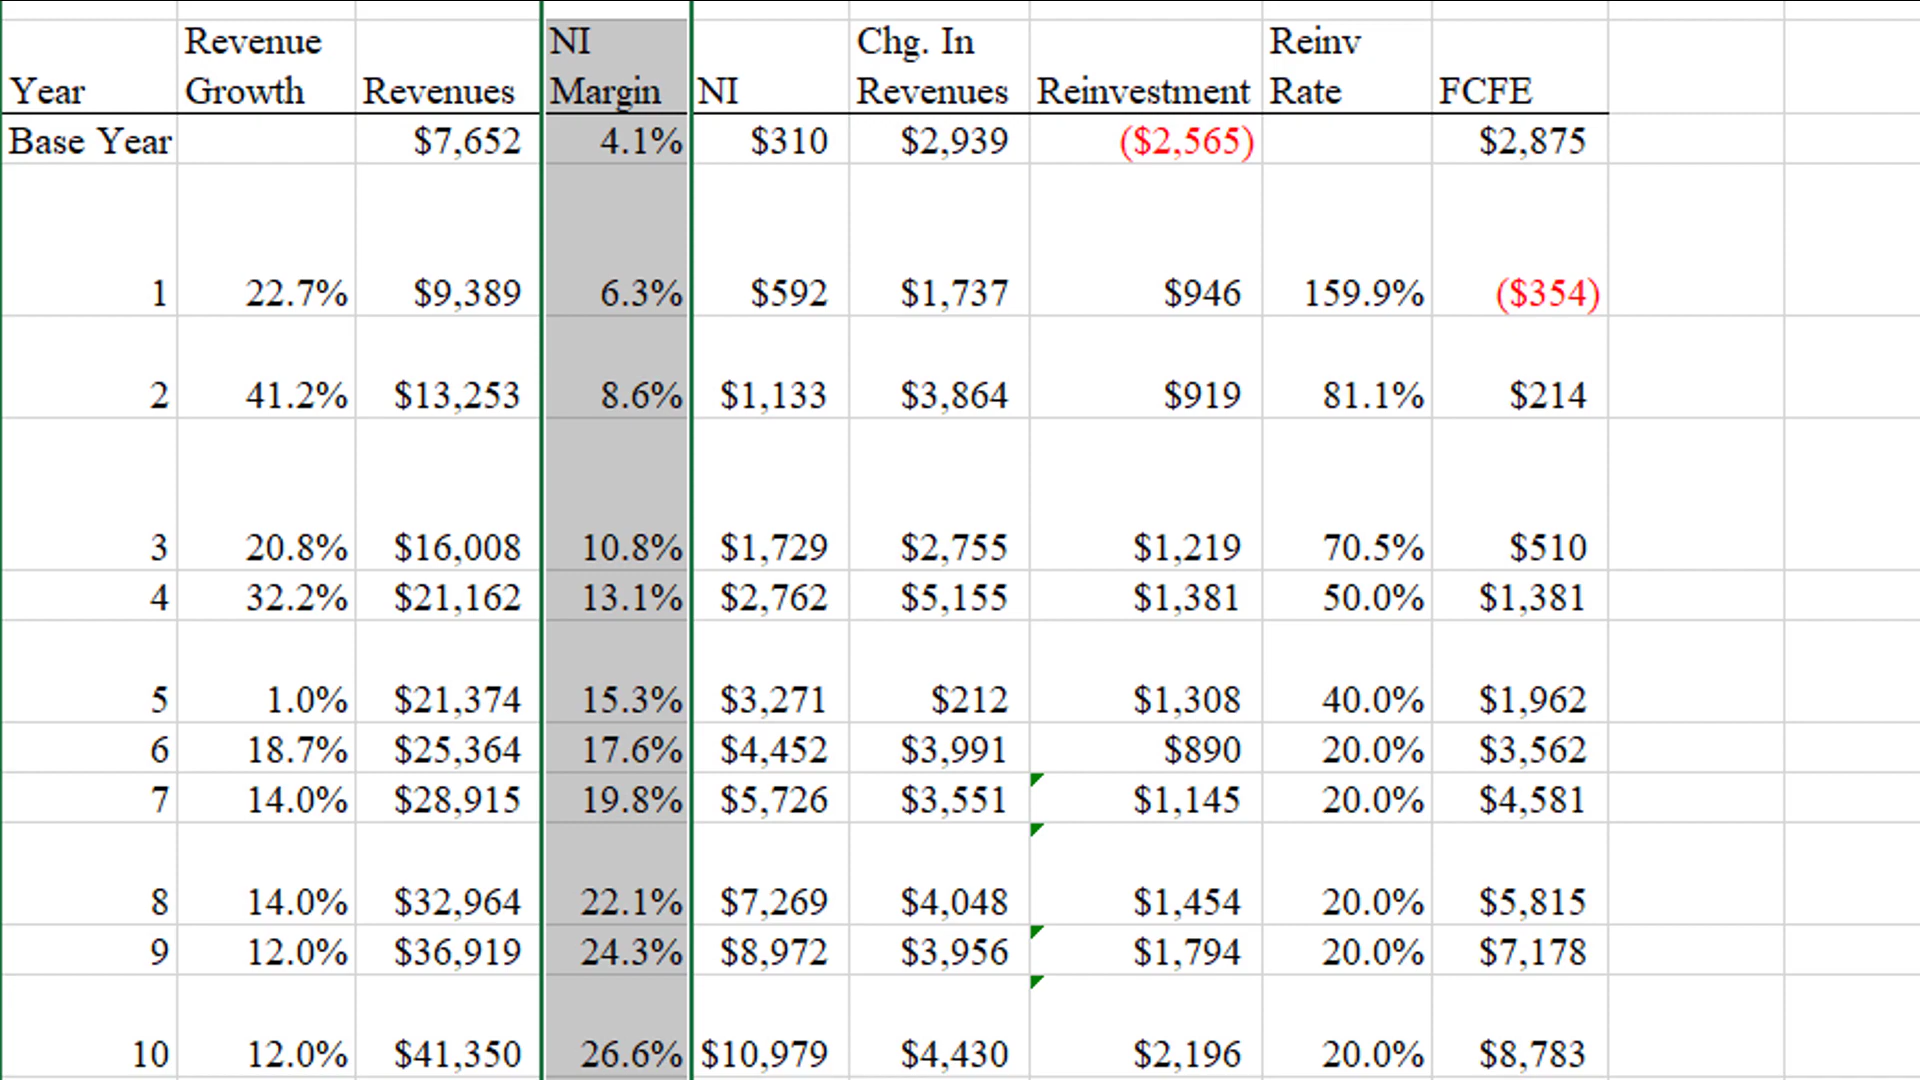 Revenue NI Chg. In Reinv
Year Growth Revenues Margin NI Revenues Reinvestment Rate FCFE
Base Year $7,652 4.1% $310 $2,939 ($2,565) $2,875
1 22.7% $9,389 6.3% $592 $1,737 $946 159.9% ($354)
2 41.2% $13,253 8.6% $1,133 $3,864 $919 81.1% $214
3 20.8% $16,008 10.8% $1,729 $2,755 $1,219 70.5% $510
4 32.2% $21,162 13.1% $2,762 $5,155 $1,381 50.0% $1,381
5 1.0% $21,374 15.3% $3,271 $212 $1,308 40.0% $1,962
6 18.7% $25,364 17.6% $4,452 $3,991 $890 20.0% $3,562
7 14.0% $28,915 19.8% $5,726 $3,551 $1,145 20.0% $4,581
8 14.0% $32,964 22.1% $7,269 $4,048 $1,454 20.0% $5,815
9 12.0% $36,919 24.3% $8,972 $3,956 $1,794 20.0% $7,178
10 12.0% $41,350 26.6% $10,979 $4,430 $2,196 20.0% $8,783